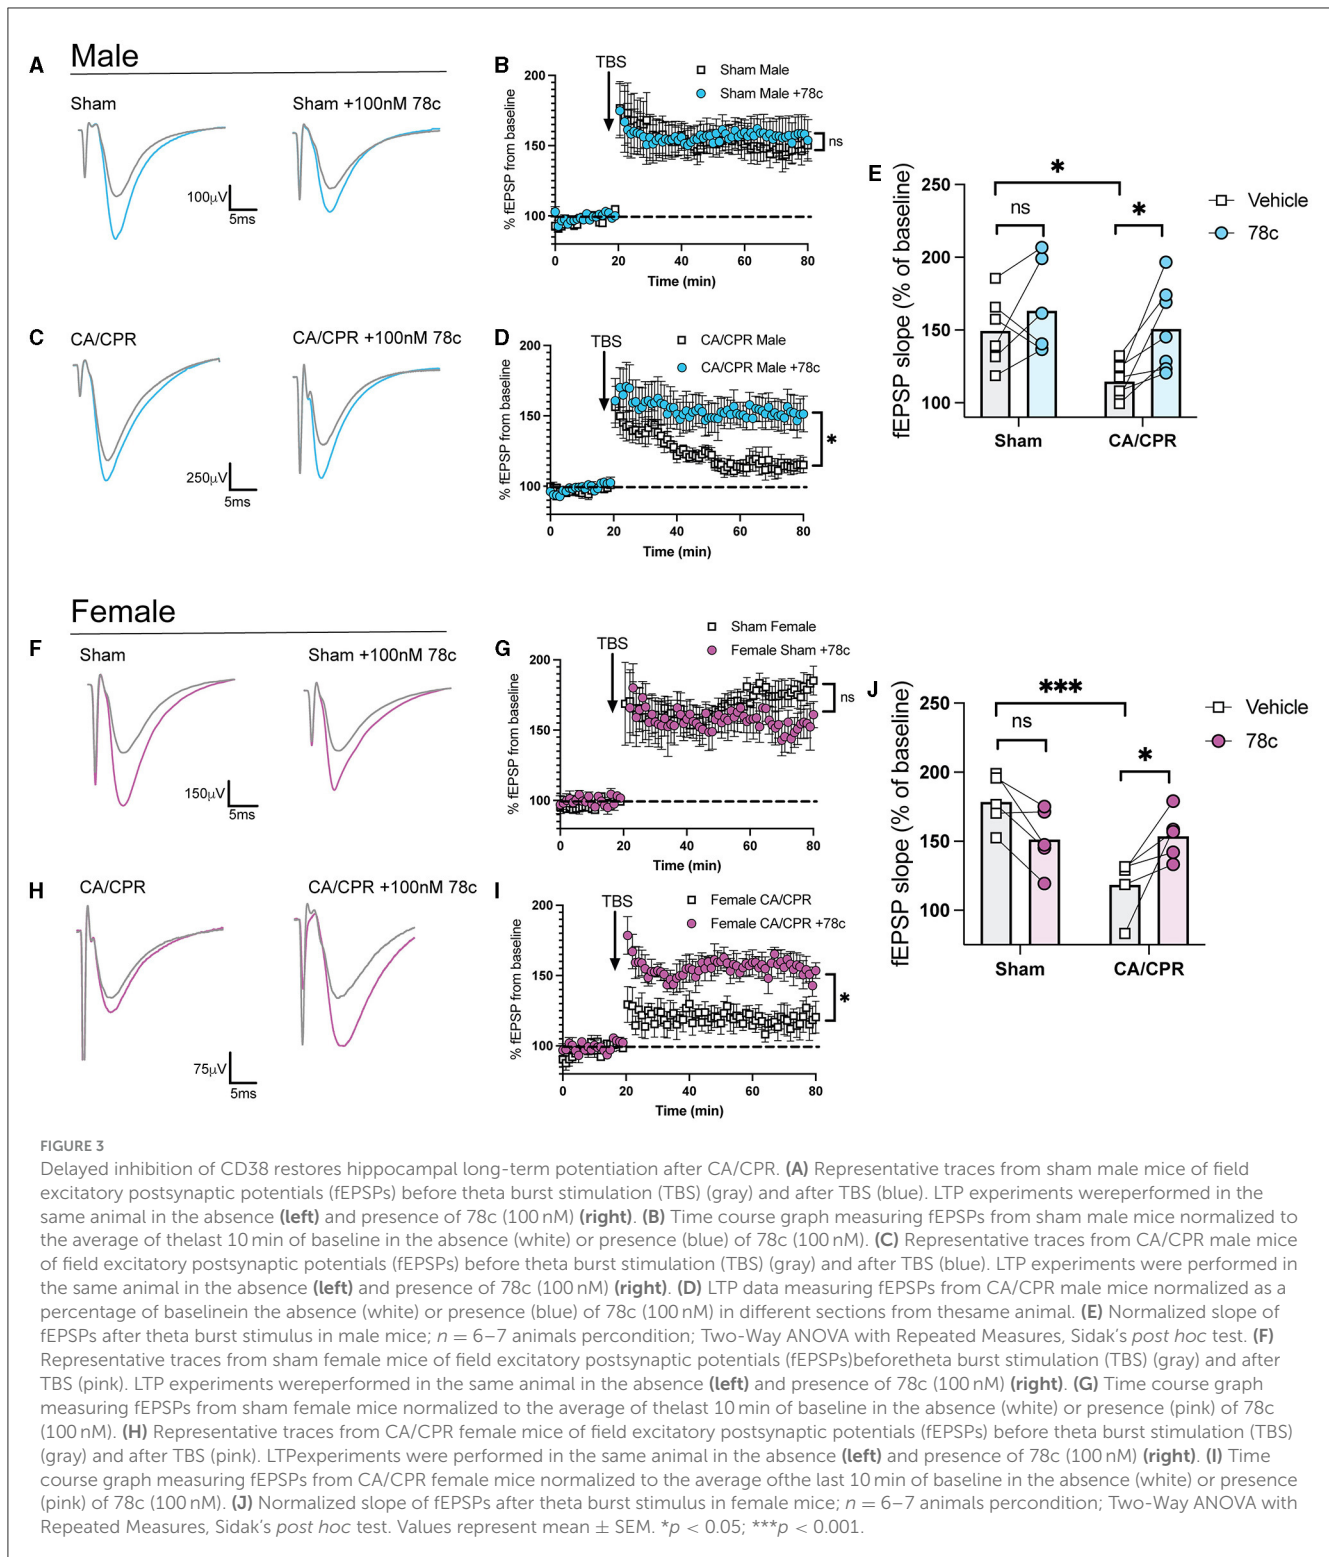 Male
A
Sham
Sham +100nM 78c
100μV
5ms
B
TBS
Sham Male
Sham Male +78c
% fEPSP from baseline
200
150
100
ns
0
20
40
60
80
Time (min)
C
CA/CPR
CA/CPR +100nM 78c
250μV
5ms
D
TBS
CA/CPR Male
CA/CPR Male +78c
% fEPSP from baseline
200
150
100
*
0
20
40
60
80
Time (min)
E
fEPSP slope (% of baseline)
250
200
150
100
*
ns
*
Vehicle
78c
Sham
CA/CPR
Female
F
Sham
Sham +100nM 78c
150μV
5ms
G
TBS
Sham Female
Female Sham +78c
% fEPSP from baseline
200
150
100
ns
0
20
40
60
80
Time (min)
H
CA/CPR
CA/CPR +100nM 78c
75μV
5ms
I
TBS
Female CA/CPR
Female CA/CPR +78c
% fEPSP from baseline
200
150
100
*
0
20
40
60
80
Time (min)
J
fEPSP slope (% of baseline)
250
200
150
100
***
ns
*
Vehicle
78c
Sham
CA/CPR
FIGURE 3
Delayed inhibition of CD38 restores hippocampal long-term potentiation after CA/CPR. (A) Representative traces from sham male mice of field
excitatory postsynaptic potentials (fEPSPs) before theta burst stimulation (TBS) (gray) and after TBS (blue). LTP experiments wereperformed in the
same animal in the absence (left) and presence of 78c (100 nM) (right). (B) Time course graph measuring fEPSPs from sham male mice normalized to
the average of thelast 10 min of baseline in the absence (white) or presence (blue) of 78c (100 nM). (C) Representative traces from CA/CPR male mice
of field excitatory postsynaptic potentials (fEPSPs) before theta burst stimulation (TBS) (gray) and after TBS (blue). LTP experiments were performed in
the same animal in the absence (left) and presence of 78c (100 nM) (right). (D) LTP data measuring fEPSPs from CA/CPR male mice normalized as a
percentage of baselinein the absence (white) or presence (blue) of 78c (100 nM) in different sections from thesame animal. (E) Normalized slope of
fEPSPs after theta burst stimulus in male mice; n = 6–7 animals percondition; Two-Way ANOVA with Repeated Measures, Sidak's post hoc test. (F)
Representative traces from sham female mice of field excitatory postsynaptic potentials (fEPSPs)beforetheta burst stimulation (TBS) (gray) and after
TBS (pink). LTP experiments wereperformed in the same animal in the absence (left) and presence of 78c (100 nM) (right). (G) Time course graph
measuring fEPSPs from sham female mice normalized to the average of thelast 10 min of baseline in the absence (white) or presence (pink) of 78c
(100 nM). (H) Representative traces from CA/CPR female mice of field excitatory postsynaptic potentials (fEPSPs) before theta burst stimulation (TBS)
(gray) and after TBS (pink). LTPexperiments were performed in the same animal in the absence (left) and presence of 78c (100 nM) (right). (I) Time
course graph measuring fEPSPs from CA/CPR female mice normalized to the average ofthe last 10 min of baseline in the absence (white) or presence
(pink) of 78c (100 nM). (J) Normalized slope of fEPSPs after theta burst stimulus in female mice; n = 6–7 animals percondition; Two-Way ANOVA with
Repeated Measures, Sidak's post hoc test. Values represent mean ± SEM. *p < 0.05; ***p < 0.001.